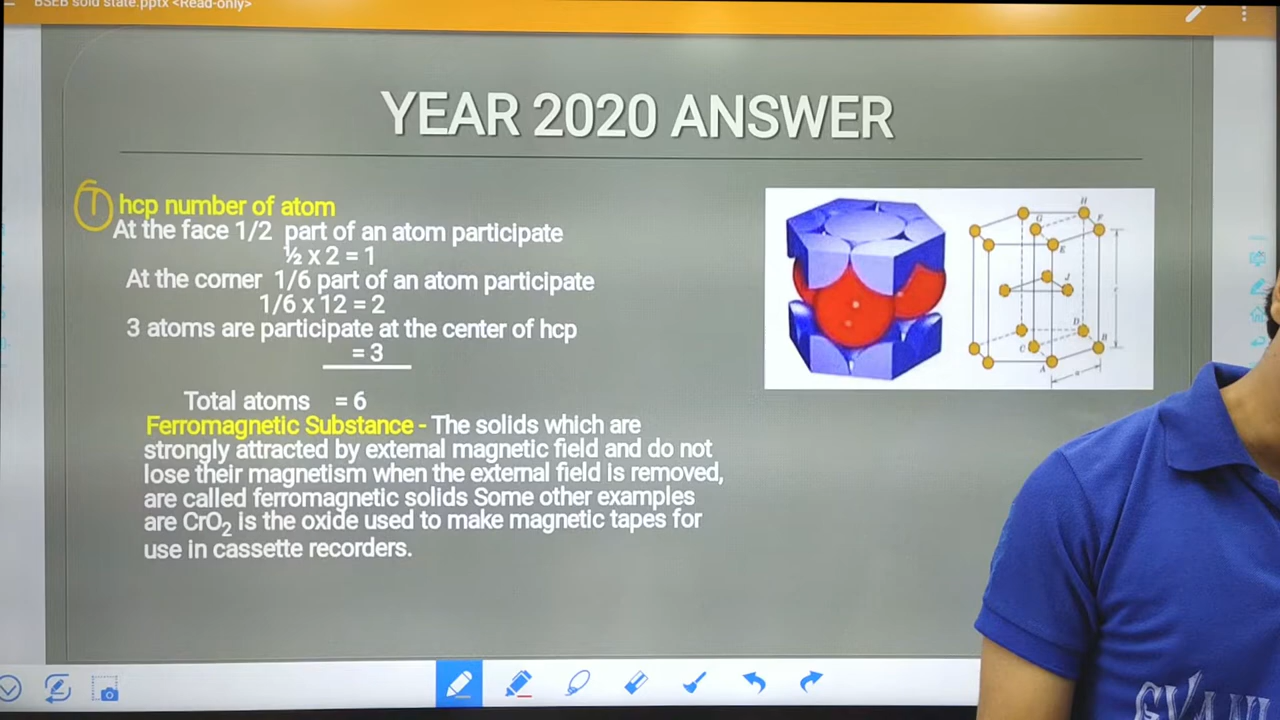 BSEB solid state.pptx <Read-only>
YEAR 2020 ANSWER
1 hcp number of atom
At the face 1/2 part of an atom participate
½ x 2 = 1
At the corner 1/6 part of an atom participate
1/6 x 12 = 2
3 atoms are participate at the center of hcp
= 3
Total atoms = 6
Ferromagnetic Substance - The solids which are
strongly attracted by external magnetic field and do not
lose their magnetism when the external field is removed,
are called ferromagnetic solids Some other examples
are CrO2 is the oxide used to make magnetic tapes for
use in cassette recorders.
H
G
F
E
J
c
D
C
B
A
a